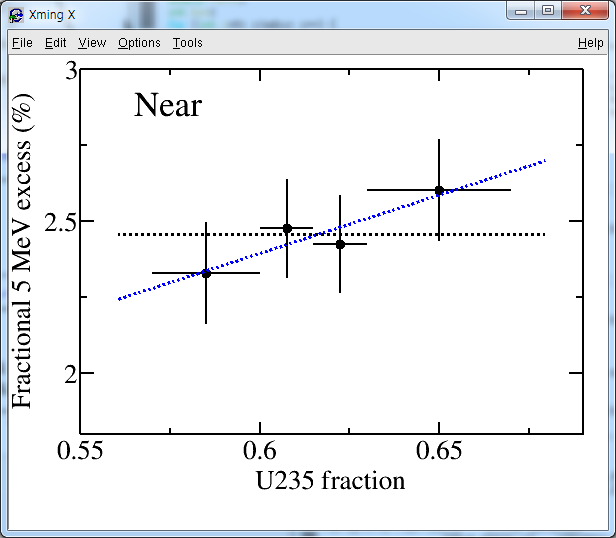 Xming X
File Edit View Options Tools Help
Near
Fractional 5 MeV excess (%)
3
2.5
2
0.55 0.6 0.65
U235 fraction